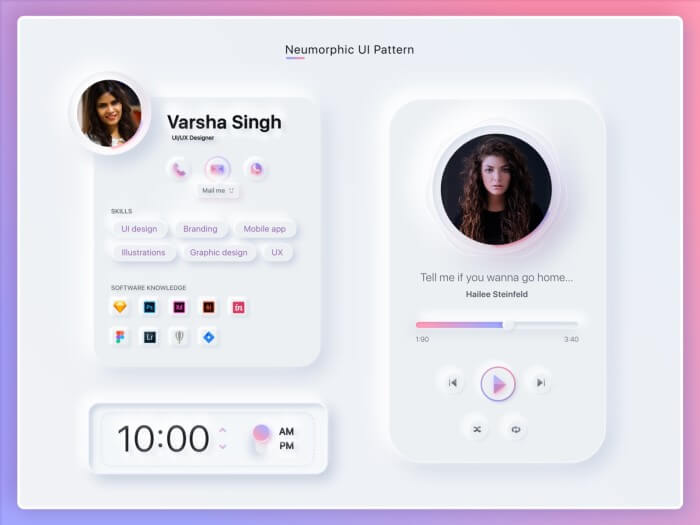 Neumorphic UI Pattern
Varsha Singh
UI/UX Designer
Mail me
SKILLS
UI design
Branding
Mobile app
Illustrations
Graphic design
UX
SOFTWARE KNOWLEDGE
Ps
Xd
Ai
in
Lr
10:00
AM
PM
Tell me if you wanna go home...
Hailee Steinfeld
1:90
3:40